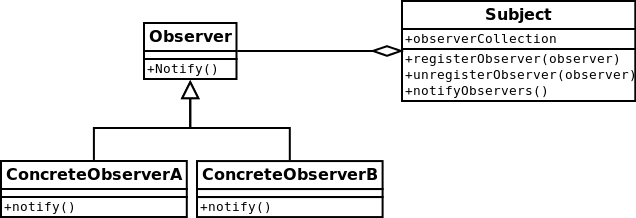 Observer
+Notify()
Subject
+observerCollection
+registerObserver(observer)
+unregisterObserver(observer)
+notifyObservers()
ConcreteObserverA
+notify()
ConcreteObserverB
+notify()